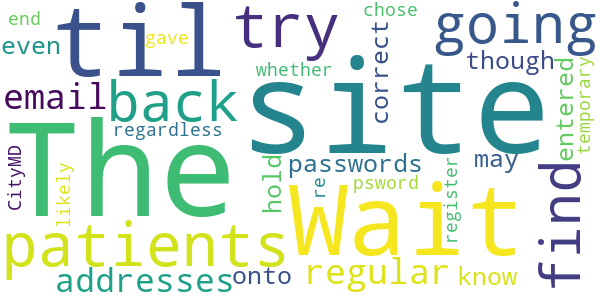 end
chose
even
til
gave
try
going
though
whether
correct
email
back
site
entered
temporary
The
regardless
CityMD
likely
hold
passwords
may
find
re
psword
register
Wait
patients
addresses
onto
regular
know